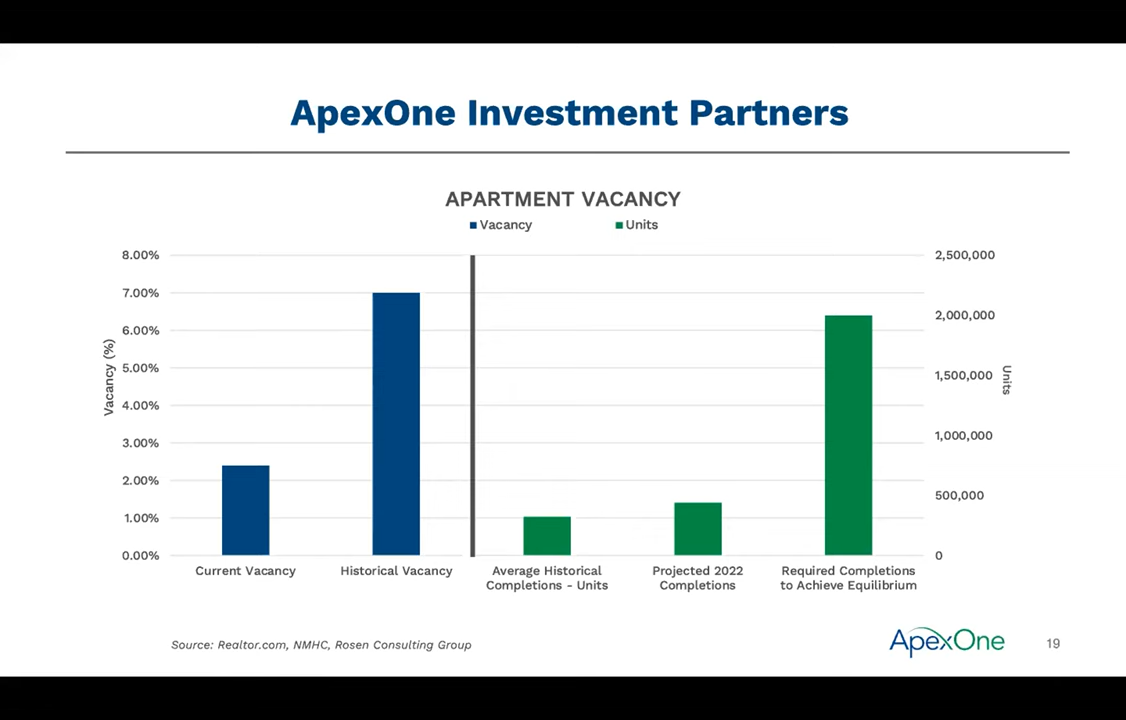 ApexOne Investment Partners
APARTMENT VACANCY
Vacancy Units
8.00%
7.00%
6.00%
5.00%
4.00%
3.00%
2.00%
1.00%
0.00%
Vacancy (%)
2,500,000
2,000,000
1,500,000
1,000,000
500,000
0
Units
Current Vacancy
Historical Vacancy
Average Historical
Completions - Units
Projected 2022
Completions
Required Completions
to Achieve Equilibrium
Source: Realtor.com, NMHC, Rosen Consulting Group
ApexOne
19